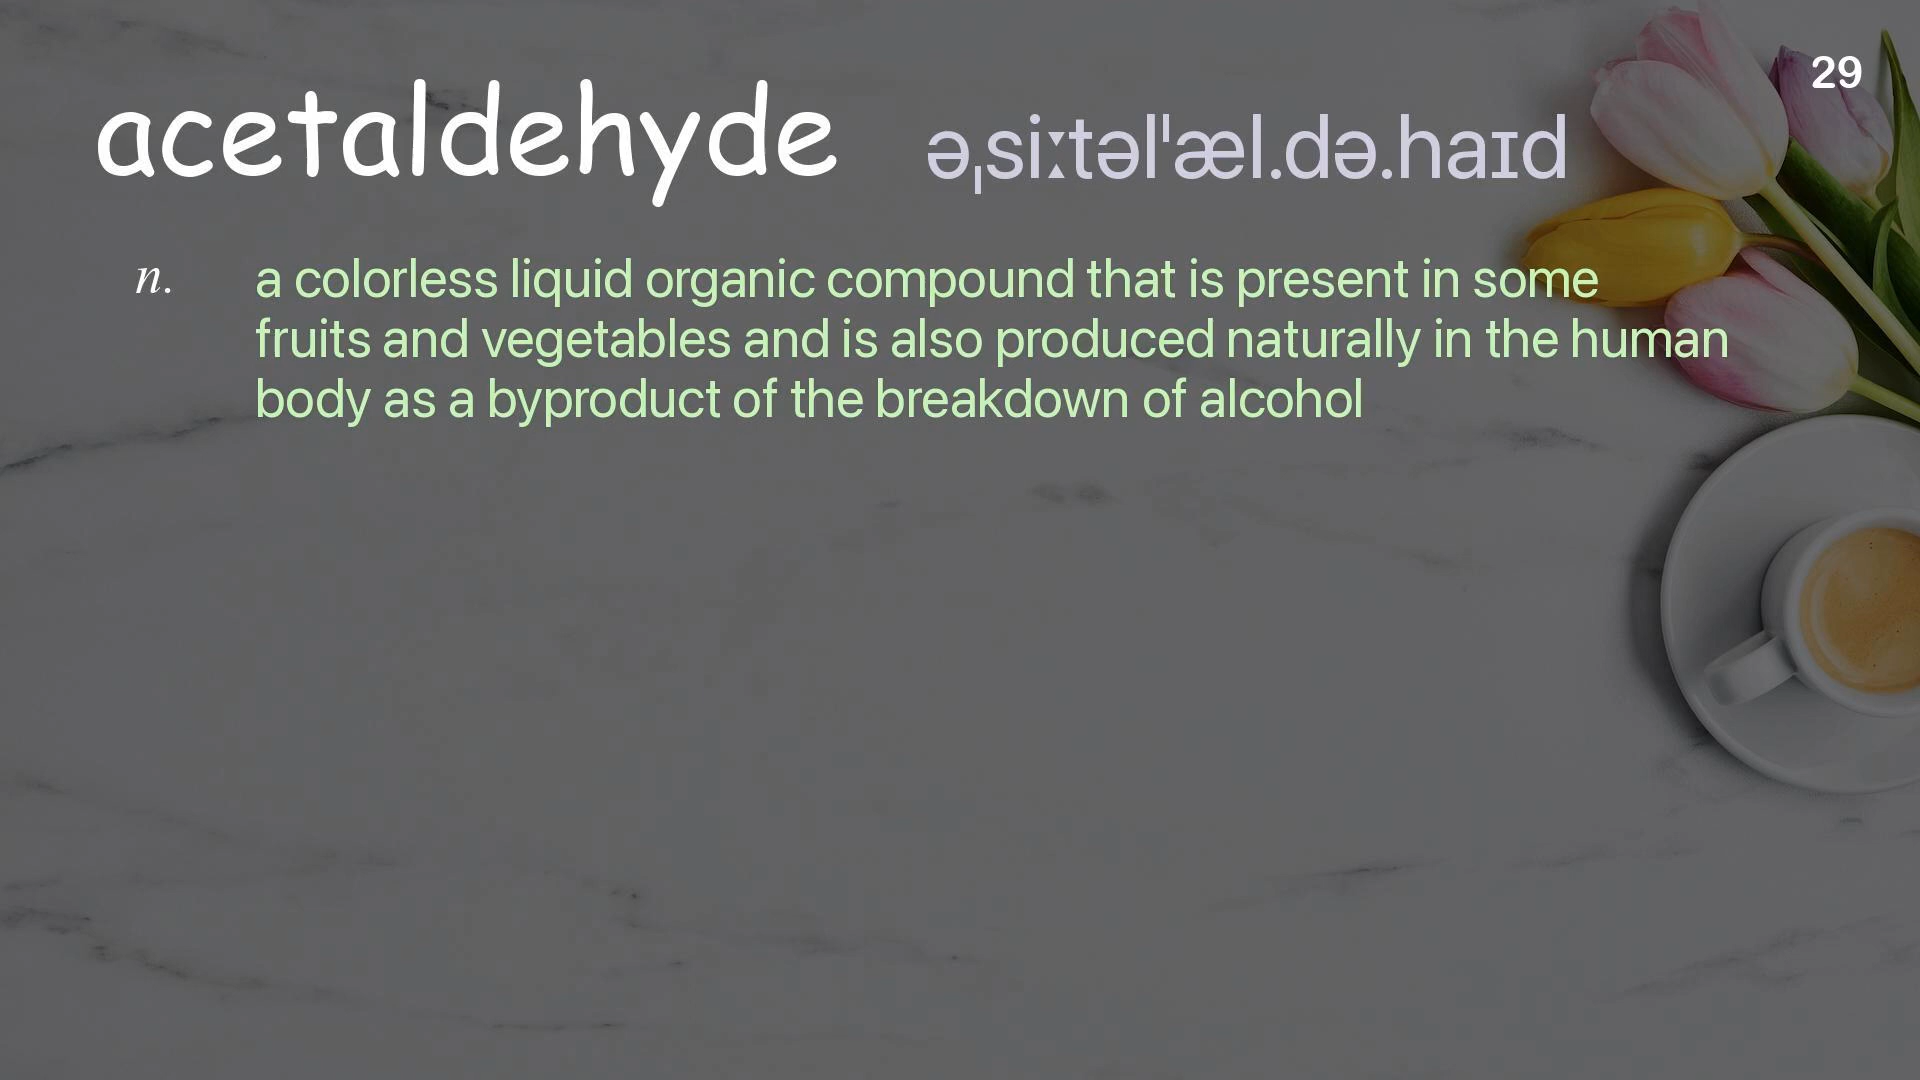 29
acetaldehyde əˌsiːtəlˈæl.də.haɪd
n. a colorless liquid organic compound that is present in some
fruits and vegetables and is also produced naturally in the human
body as a byproduct of the breakdown of alcohol